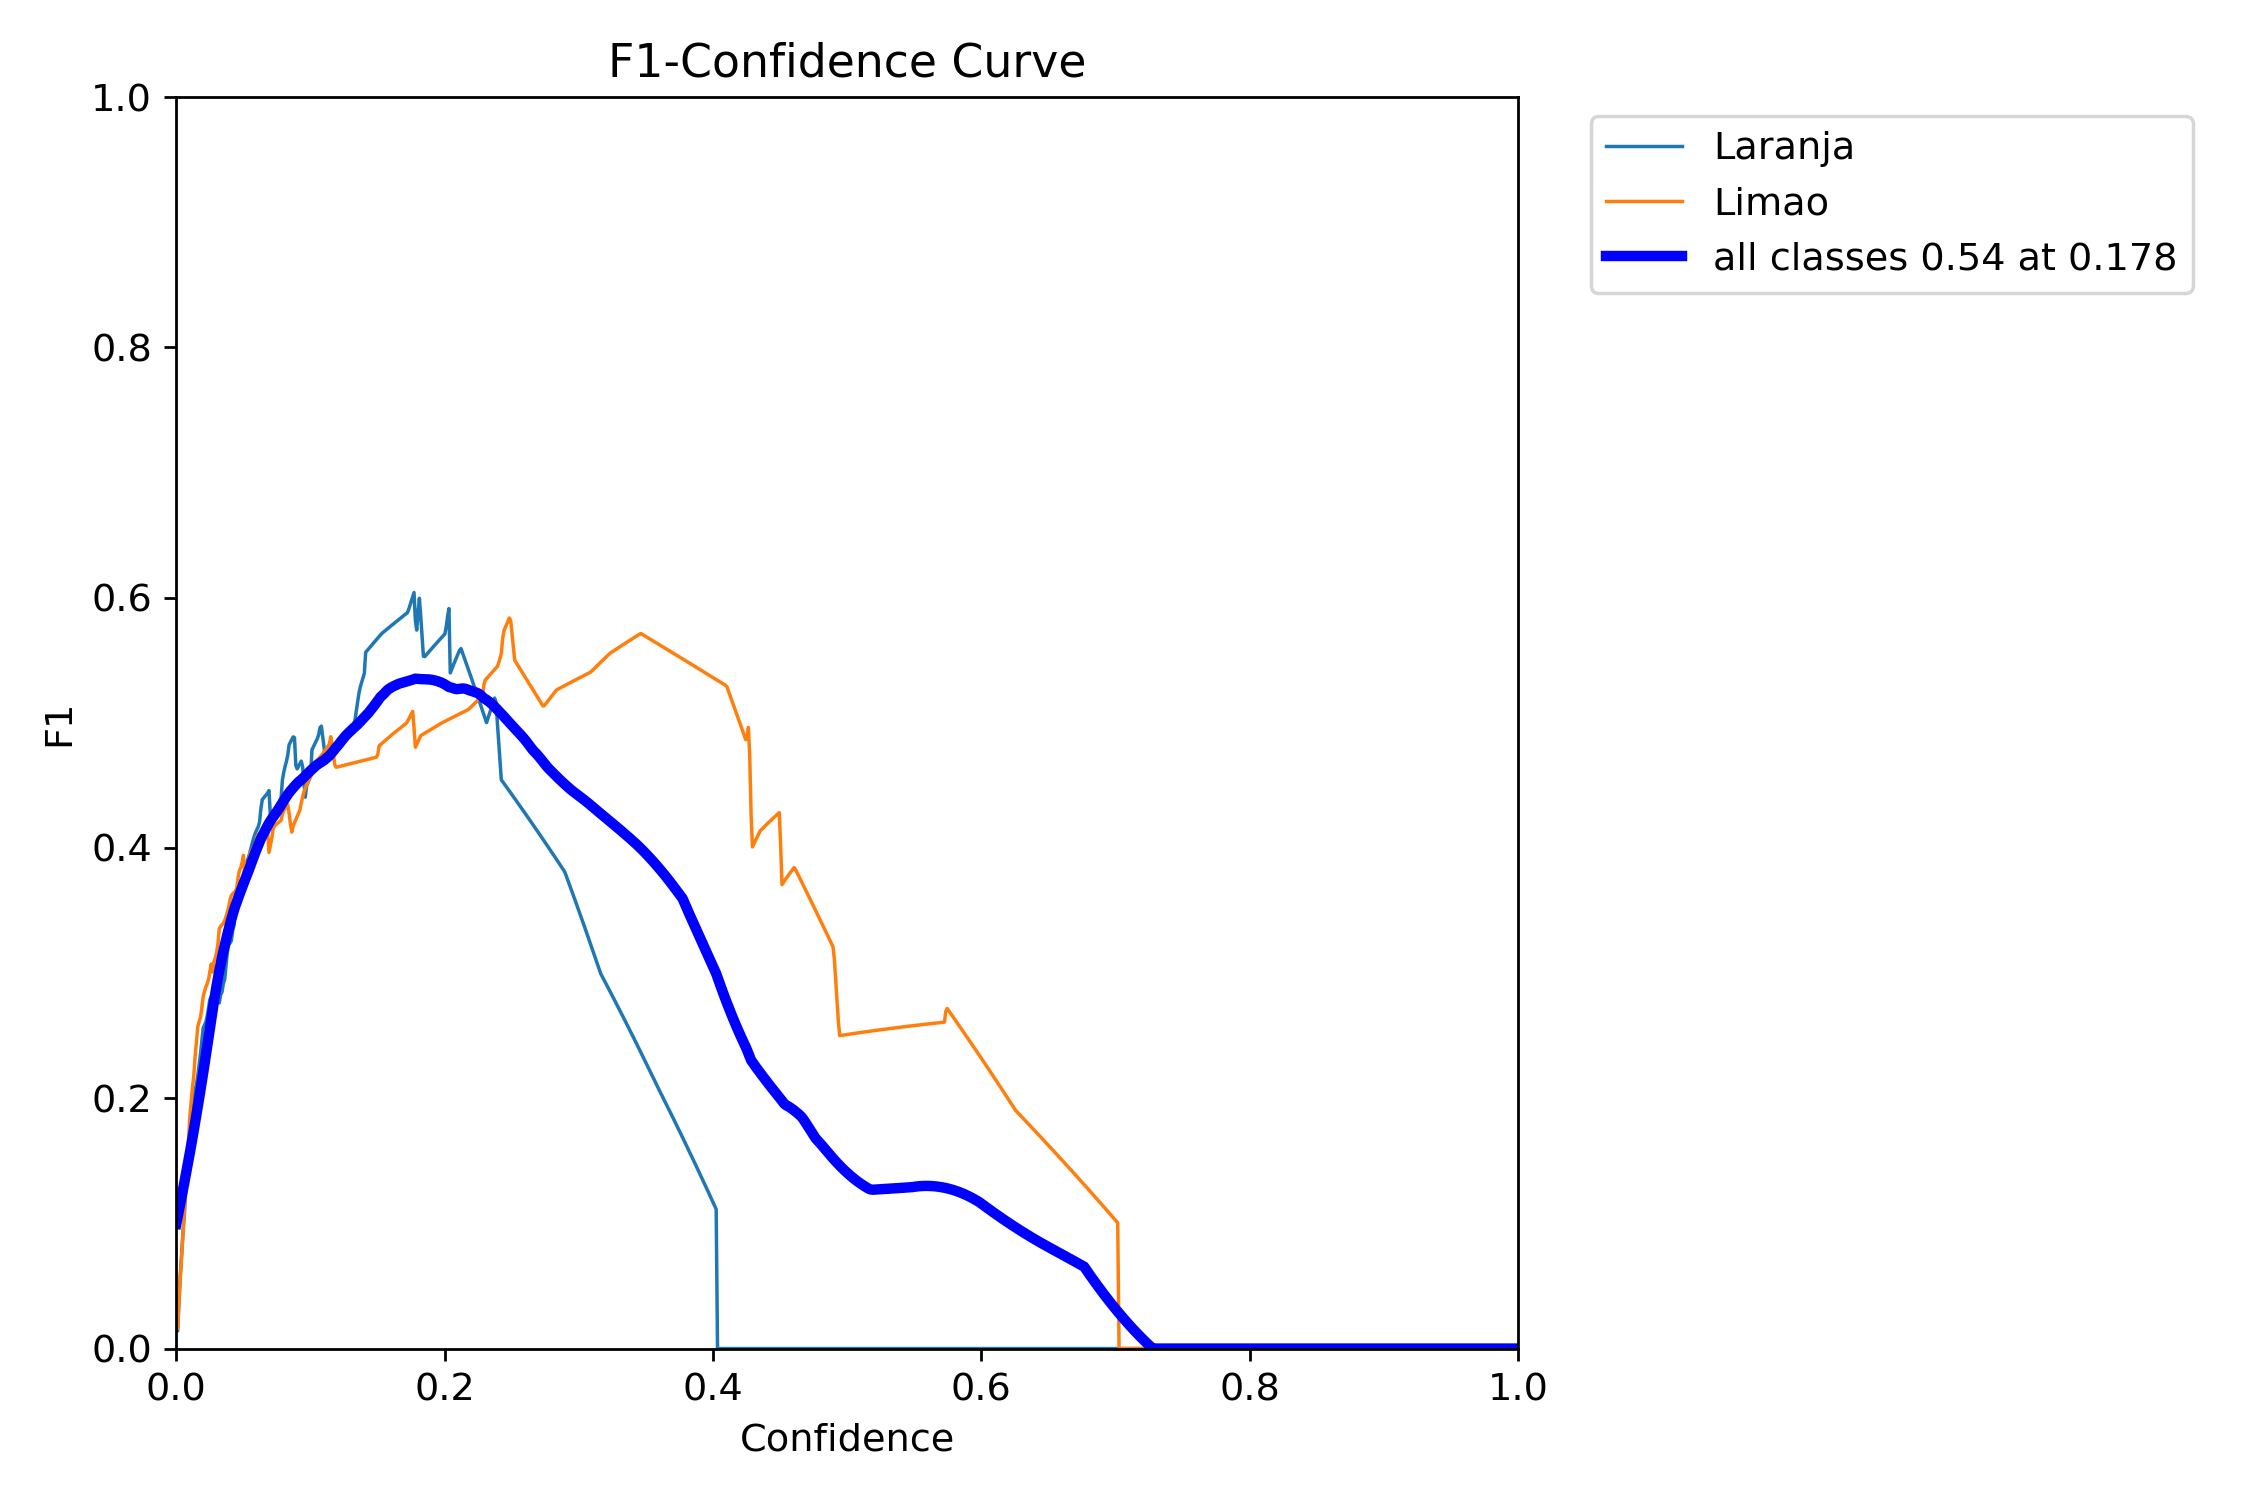 F1-Confidence Curve
1.0
0.8
0.6
0.4
0.2
0.0
F1
0.0 0.2 0.4 0.6 0.8 1.0
Confidence
Laranja
Limao
all classes 0.54 at 0.178